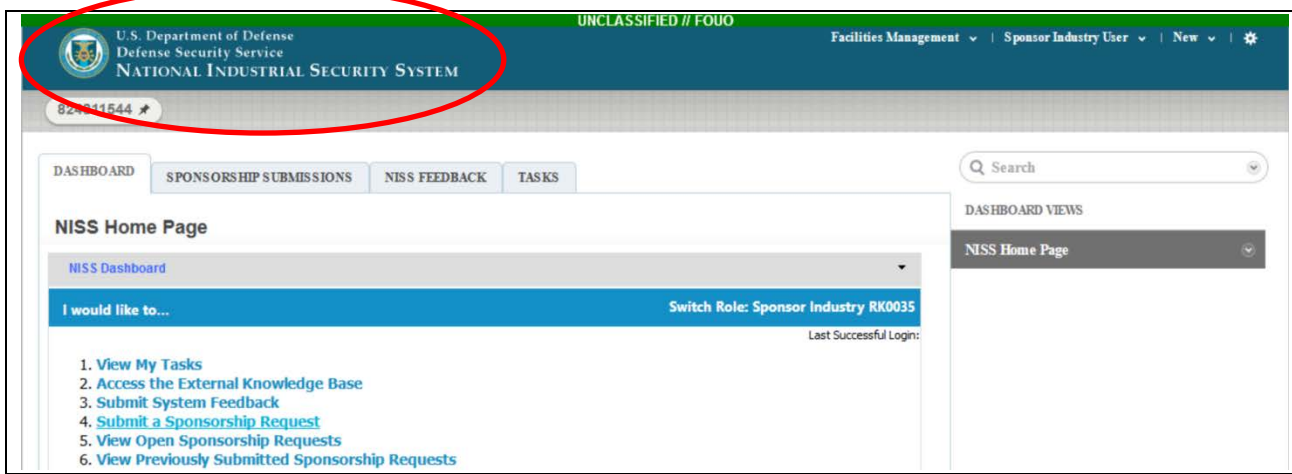 UNCLASSIFIED // FOUO
U.S. Department of Defense
Defense Security Service
NATIONAL INDUSTRIAL SECURITY SYSTEM
Facilities Management | Sponsor Industry User | New |
DASHBOARD
SPONSORSHIP SUBMISSIONS
NISS FEEDBACK
TASKS
Search
DASHBOARD VIEWS
NISS Home Page
NISS Home Page
NISS Dashboard
I would like to...
Switch Role: Sponsor Industry RK0035
Last Successful Login:
1. View My Tasks
2. Access the External Knowledge Base
3. Submit System Feedback
4. Submit a Sponsorship Request
5. View Open Sponsorship Requests
6. View Previously Submitted Sponsorship Requests